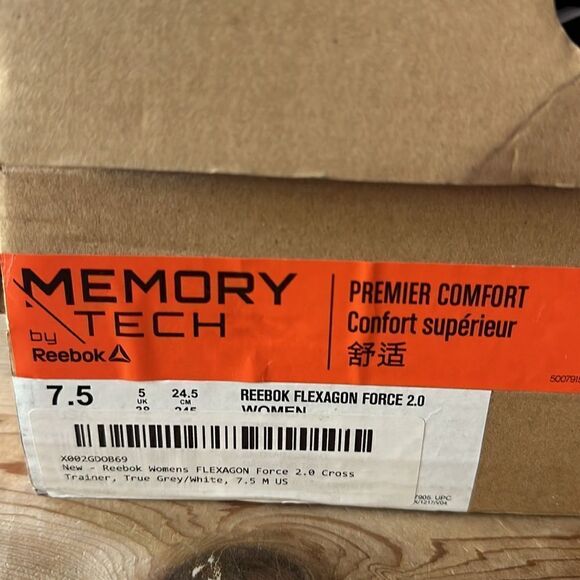 MEMORY
TECH
by
Reebok
PREMIER COMFORT
Confort supérieur
舒适
7.5
5
UK
24.5
CM
REEBOK FLEXAGON FORCE 2.0
WOMEN
X002GDOB69
New - Reebok Womens FLEXAGON Force 2.0 Cross
Trainer, True Grey/White, 7.5 M US
UPC